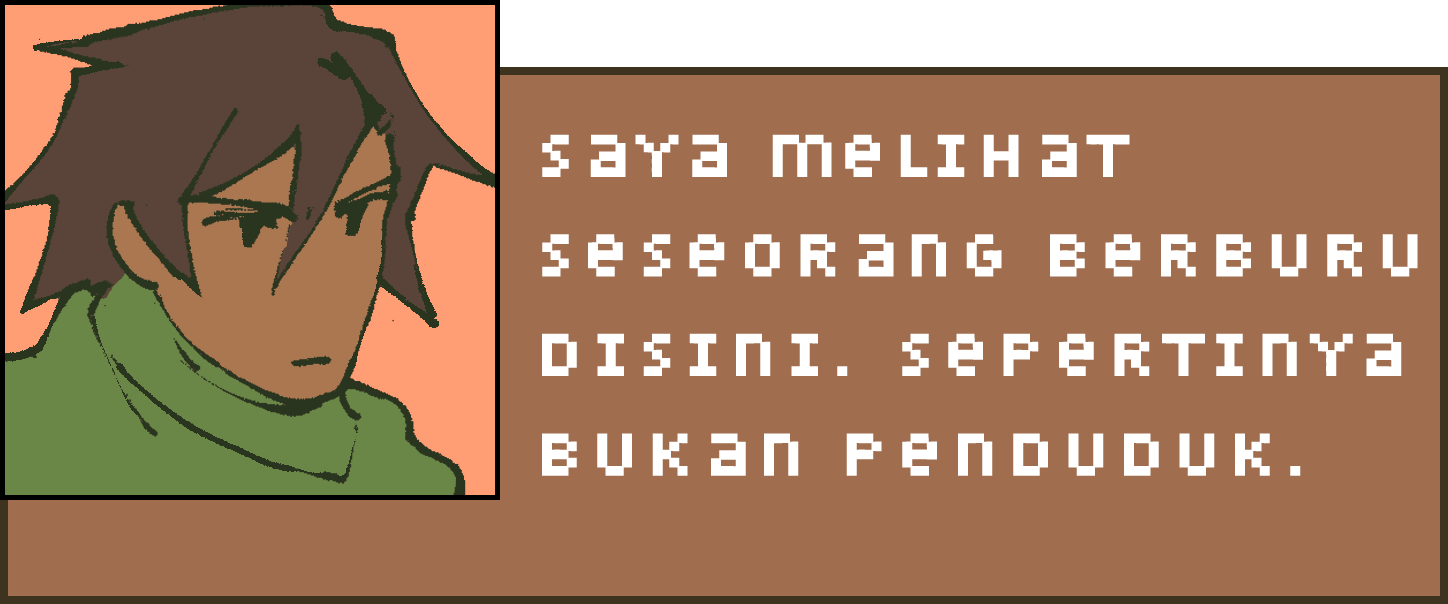 saya melihat
seseorang berburu
disini. sepertinya
bukan penduduk.